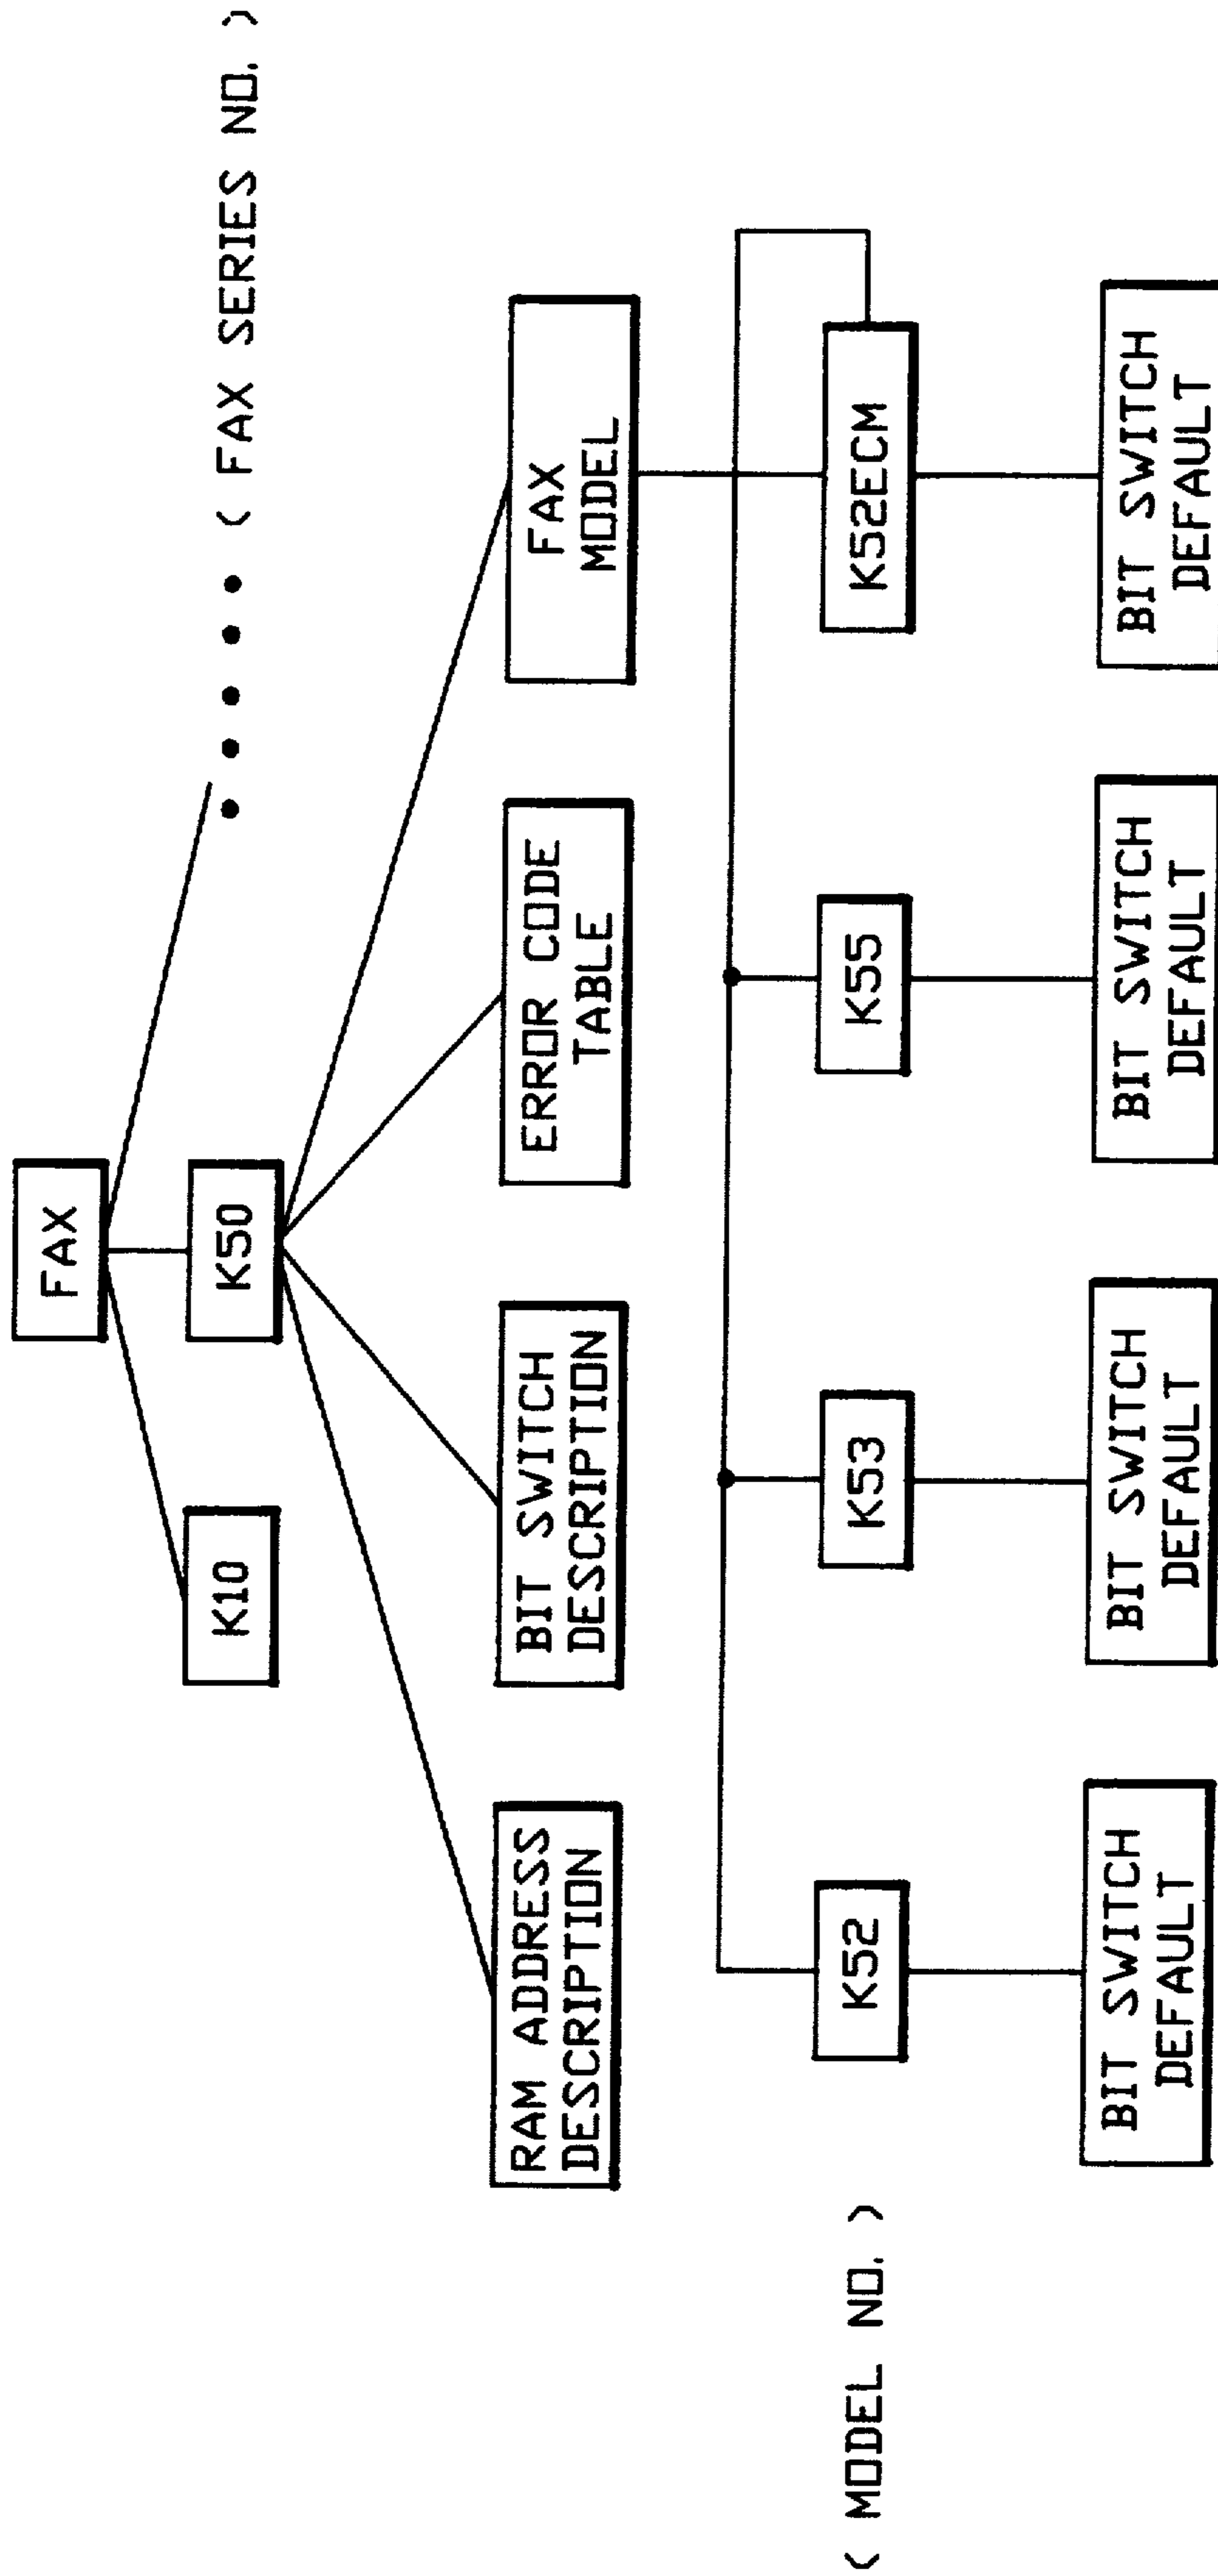 FAX
K10
K50
( FAX SERIES NO. )
RAM ADDRESS
DESCRIPTION
BIT SWITCH
DESCRIPTION
ERROR CODE
TABLE
FAX
MODEL
( MODEL NO. )
K52
K53
K55
K52ECM
BIT SWITCH
DEFAULT
BIT SWITCH
DEFAULT
BIT SWITCH
DEFAULT
BIT SWITCH
DEFAULT